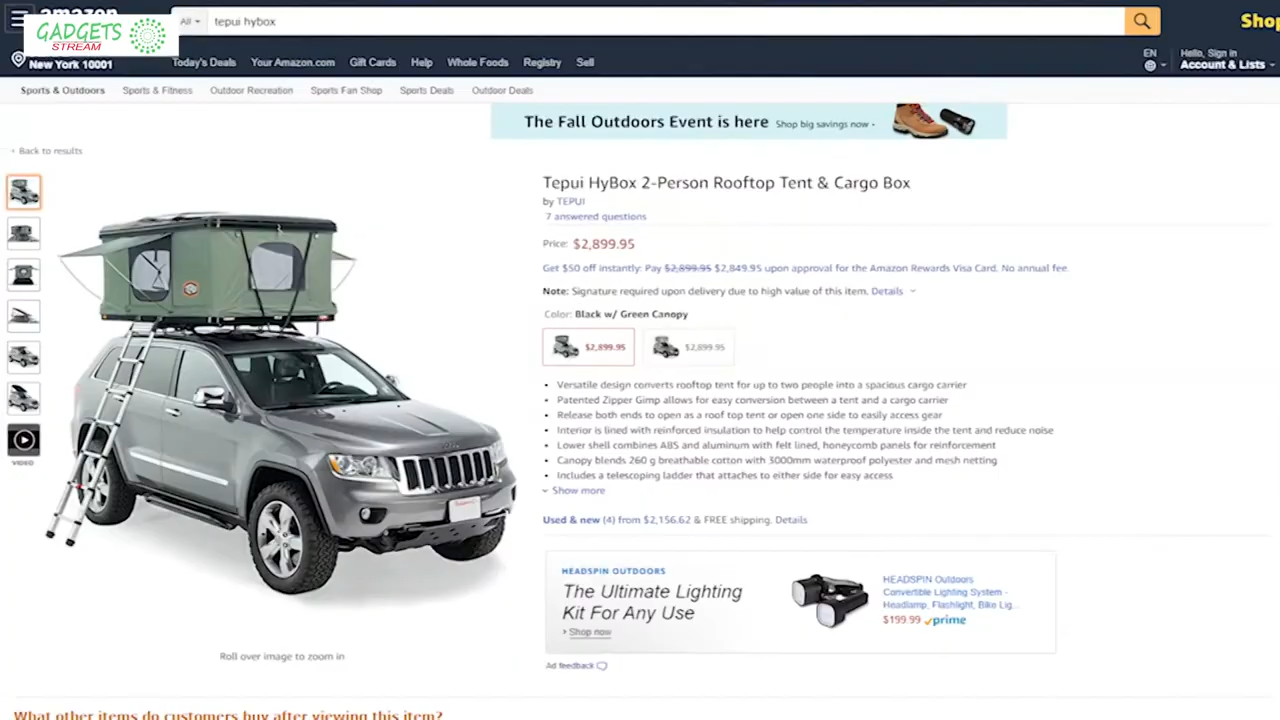 amazon
GADGETS
STREAM
All
tepui hybox
Shop
New York 10001
Today's Deals Your Amazon.com Gift Cards Help Whole Foods Registry Sell
EN
Hello, Sign in
Account & Lists
Sports & Outdoors Sports & Fitness Outdoor Recreation Sports Fan Shop Sports Deals Outdoor Deals
The Fall Outdoors Event is here Shop big savings now
‹ Back to results
Tepui HyBox 2-Person Rooftop Tent & Cargo Box
by TEPUI
7 answered questions
Price: $2,899.95
Get $50 off instantly: Pay $2,899.95 $2,849.95 upon approval for the Amazon Rewards Visa Card. No annual fee.
Note: Signature required upon delivery due to high value of this item. Details
Color: Black w/ Green Canopy
$2,899.95 $2,899.95
• Versatile design converts rooftop tent for up to two people into a spacious cargo carrier
• Patented Zipper Gimp allows for easy conversion between a tent and a cargo carrier
• Release both ends to open as a roof top tent or open one side to easily access gear
• Interior is lined with reinforced insulation to help control the temperature inside the tent and reduce noise
• Lower shell combines ABS and aluminum with felt lined, honeycomb panels for reinforcement
• Canopy blends 260 g breathable cotton with 3000mm waterproof polyester and mesh netting
• Includes a telescoping ladder that attaches to either side for easy access
Show more
VIDEO
Used & new (4) from $2,156.62 & FREE shipping. Details
HEADSPIN OUTDOORS
The Ultimate Lighting
Kit For Any Use
› Shop now
HEADSPIN Outdoors
Convertible Lighting System -
Headlamp, Flashlight, Bike Lig...
$199.99 prime
Roll over image to zoom in
Ad feedback
What other items do customers buy after viewing this item?